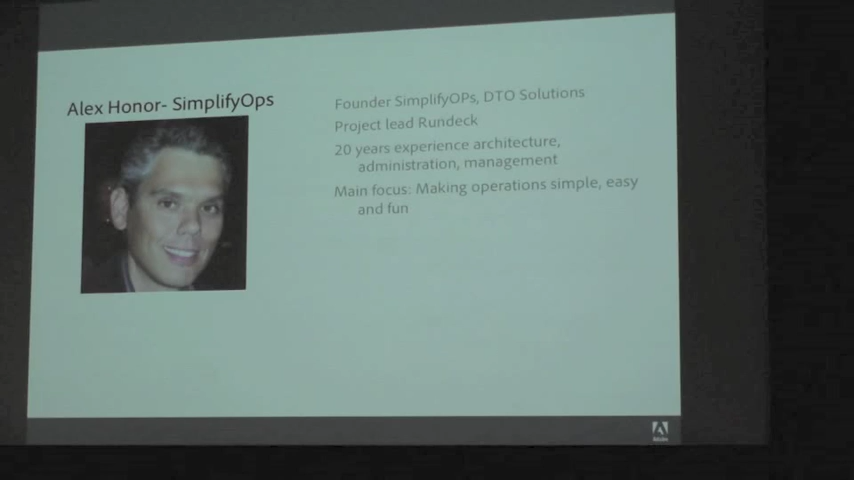 Alex Honor- SimplifyOps
Founder SimplifyOPs, DTO Solutions
Project lead Rundeck
20 years experience architecture,
administration, management
Main focus: Making operations simple, easy
and fun
Adobe